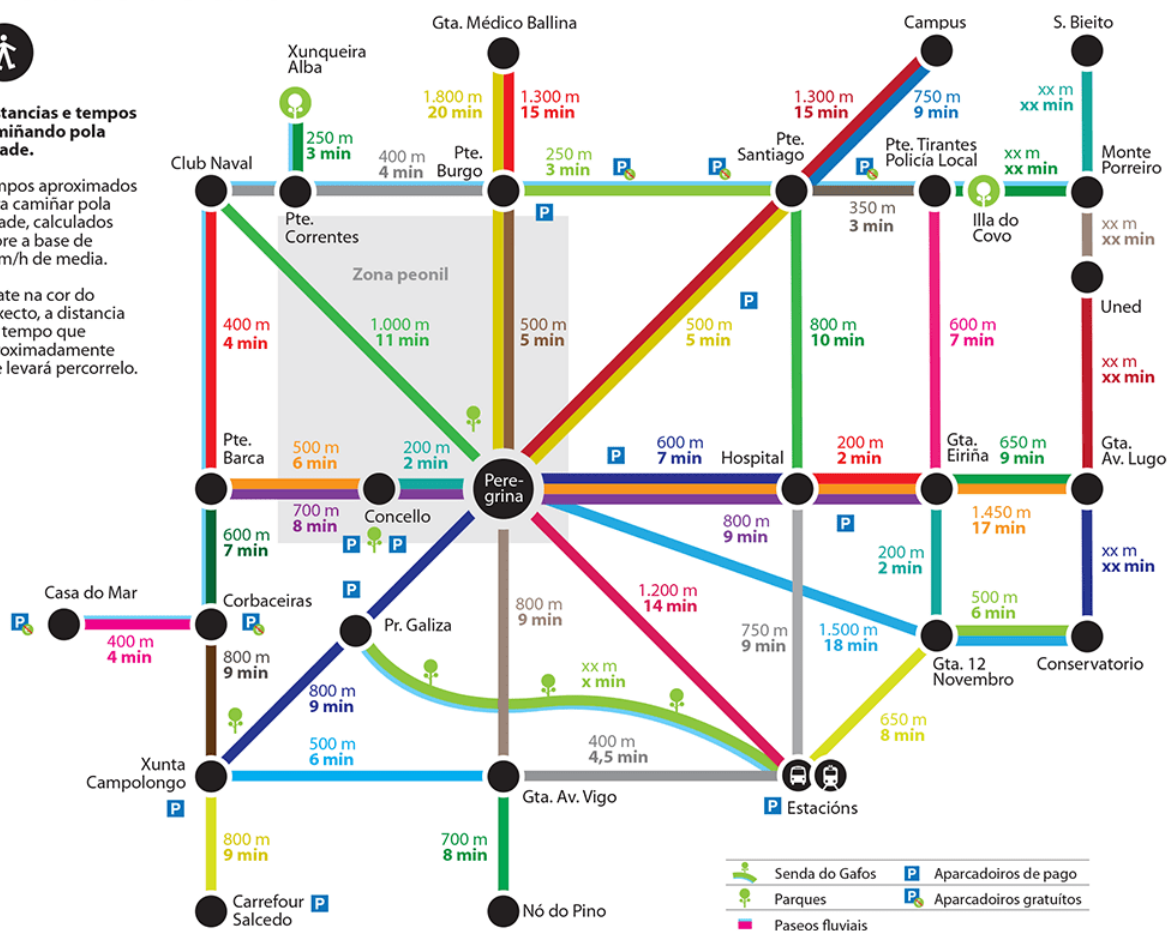 Gta. Médico Ballina
Campus
S. Bieito
Xunqueira
Alba
stancias e tempos
miñando pola
ade.
mpos aproximados
a camiñar pola
dade, calculados
re a base de
m/h de media.
ate na cor do
xecto, a distancia
tempo que
roximadamente
e levará percorrelo.
1.800 m
20 min
1.300 m
15 min
1.300 m
15 min
750 m
9 min
xx m
xx min
250 m
3 min
Club Naval
400 m
4 min
Pte.
Burgo
250 m
3 min
P
P
Pte.
Santiago
P
Pte. Tirantes
Policía Local
xx m
xx min
Monte
Porreiro
Pte.
Correntes
P
350 m
3 min
Illa do
Covo
xx m
xx min
Zona peonil
P
Uned
400 m
4 min
1.000 m
11 min
500 m
5 min
500 m
5 min
800 m
10 min
600 m
7 min
xx m
xx min
Pte.
Barca
500 m
6 min
200 m
2 min
Pere-
grina
P
600 m
7 min
Hospital
200 m
2 min
Gta.
Eiriña
650 m
9 min
Gta.
Av. Lugo
700 m
8 min
Concello
P
P
800 m
9 min
P
1.450 m
17 min
600 m
7 min
200 m
2 min
xx m
xx min
Casa do Mar
P
400 m
4 min
Corbaceiras
P
P
Pr. Galiza
800 m
9 min
1.200 m
14 min
750 m
9 min
1.500 m
18 min
500 m
6 min
Gta. 12
Novembro
Conservatorio
800 m
9 min
xx m
x min
800 m
9 min
650 m
8 min
Xunta
Campolongo
P
500 m
6 min
400 m
4,5 min
Gta. Av. Vigo
P
Estacións
800 m
9 min
700 m
8 min
Carrefour
Salcedo
P
Nó do Pino
Senda do Gafos
P
Aparcadoiros de pago
Parques
P
Aparcadoiros gratuítos
Paseos fluviais